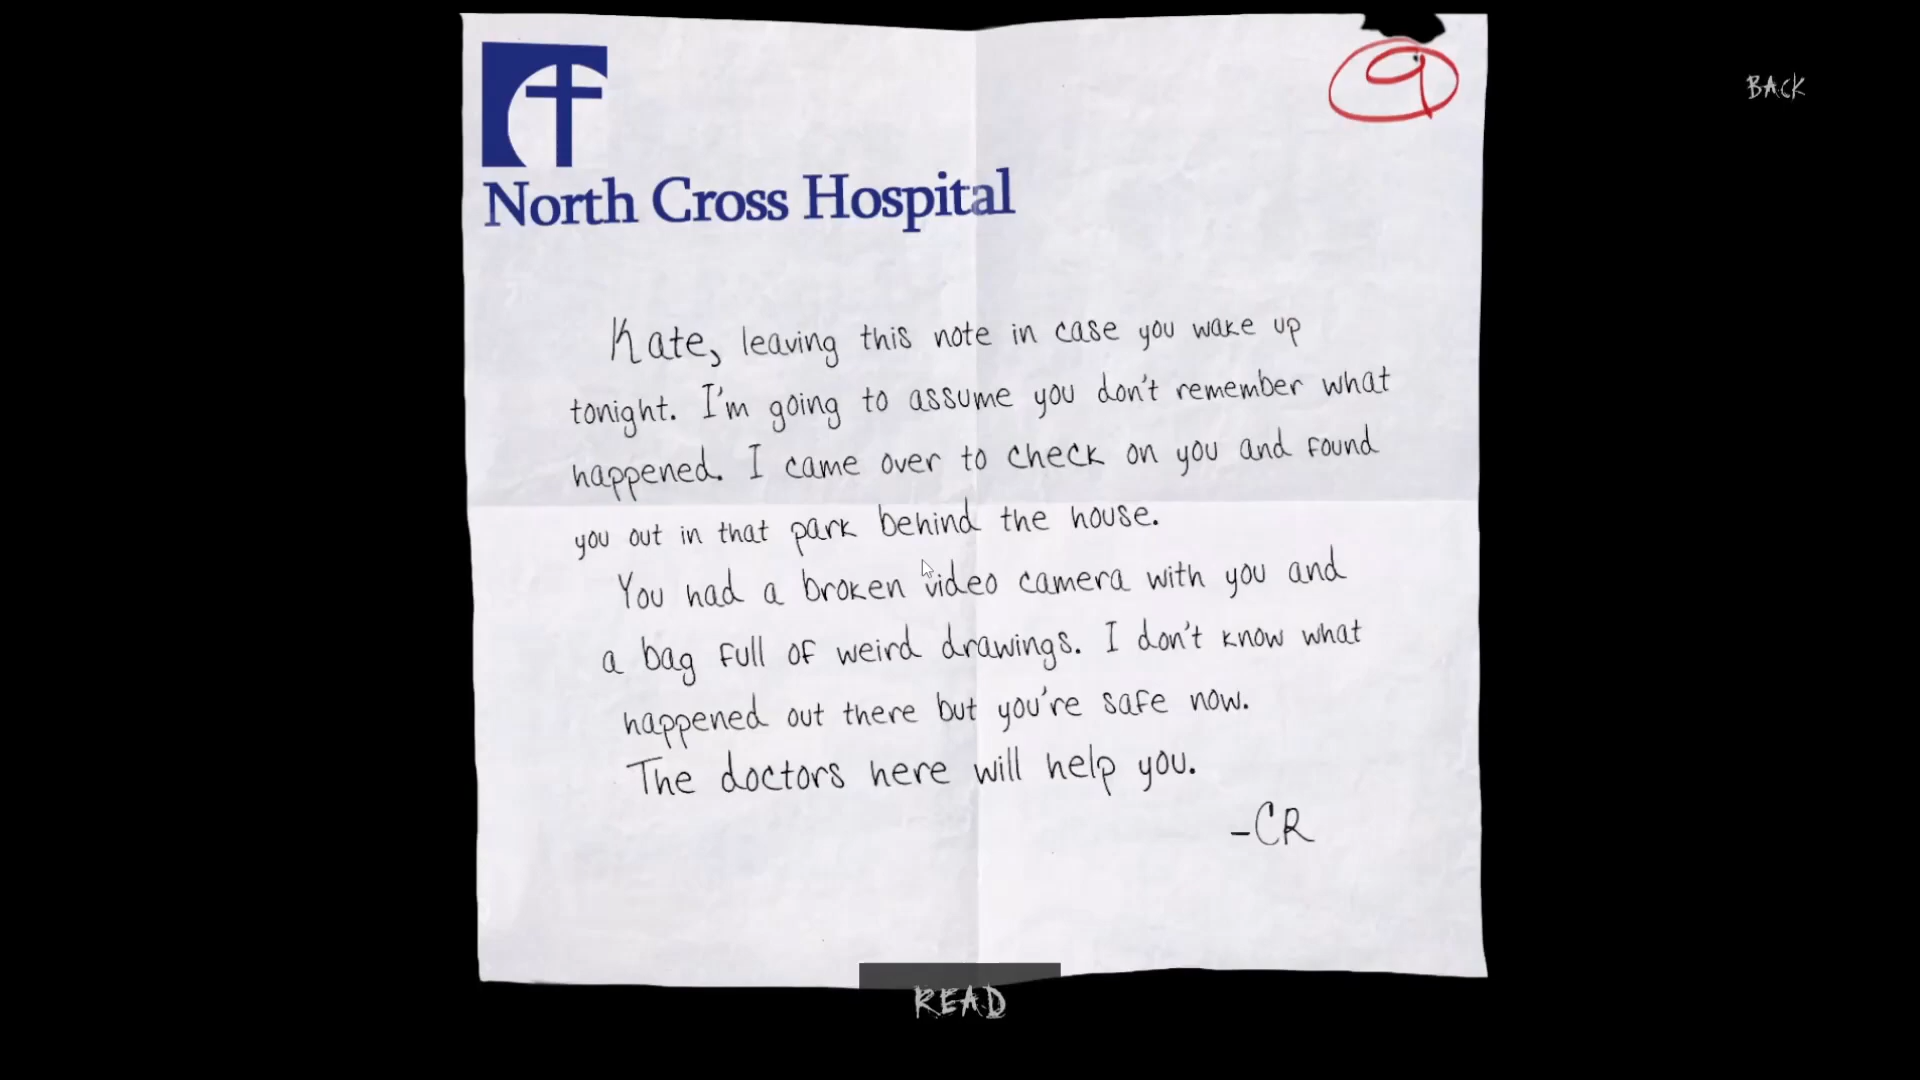 9
BACK
North Cross Hospital
Kate, leaving this note in case you wake up
tonight. I'm going to assume you don't remember what
happened. I came over to check on you and found
you out in that park behind the house.
You had a broken video camera with you and
a bag full of weird drawings. I don't know what
happened out there but you're safe now.
The doctors here will help you.
-CR
READ